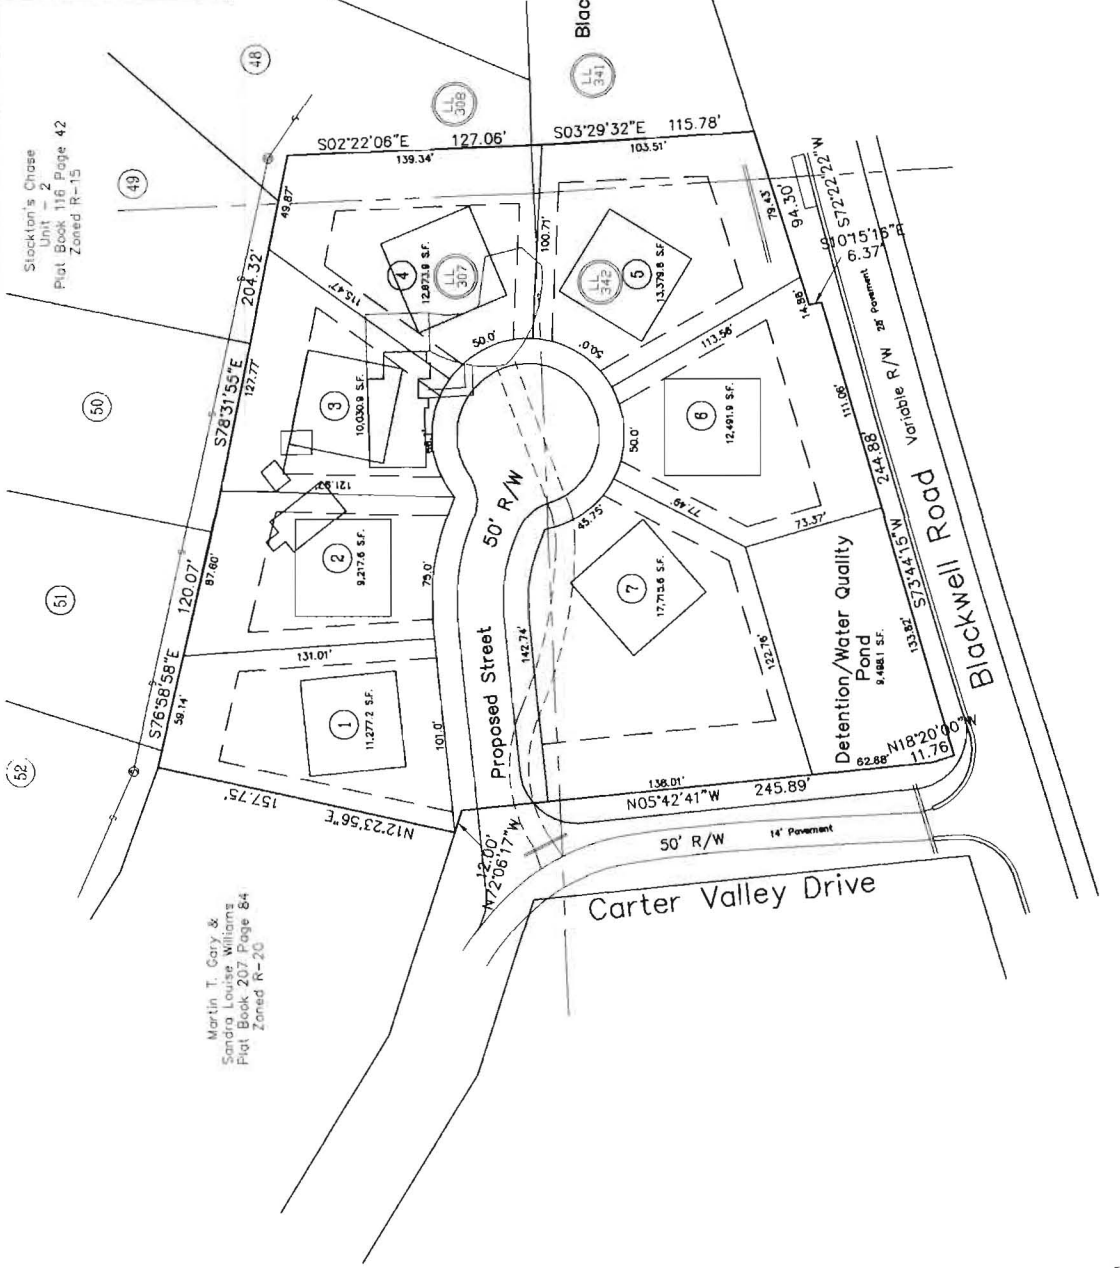 Stockton's Chase
Unit - 2
Plat Book 116 Page 42
Zoned R-15
48
49
50
51
52
LL
308
LL
341
Blac
S02°22'06"E 127.06'
139.34'
S03°29'32"E 115.78'
103.51'
49.87'
204.32'
S78°31'55"E
127.77'
120.07'
87.60'
S76°58'58"E
59.14'
157.75'
N12°23'56"E
12.00'
N72°06'17"W
115.47'
4
12,873.9 S.F.
LL
307
100.71'
LL
342
5
13,379.8 S.F.
79.43'
94.30'
S72°22'22"W
S10°15'16"E
6.37'
14.86'
3
10,030.9 S.F.
50.0'
50.0'
113.56'
121.93'
2
9,217.6 S.F.
75.0'
50' R/W
50.0'
6
12,491.9 S.F.
111.06'
244.88'
Variable R/W
Blackwell Road
S73°44'15"W
133.82'
131.01'
1
11,277.2 S.F.
101.0'
Proposed Street
142.74'
45.75'
77.49'
73.37'
7
17,715.6 S.F.
122.76'
Detention/Water Quality
Pond
9,488.1 S.F.
138.01'
N05°42'41"W 245.89'
62.88'
N18°20'00"W
11.76
50' R/W
14' Pavement
Carter Valley Drive
Martin T. Gary &
Sandra Louise Williams
Plat Book 207 Page 84
Zoned R-20